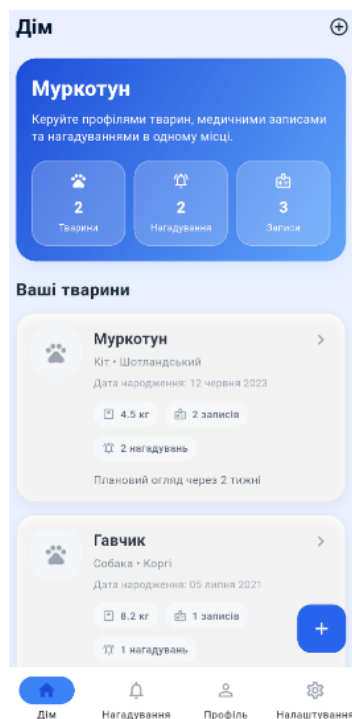 Дім
Муркотун
Керуйте профілями тварин, медичними записами
та нагадуваннями в одному місці.
2
Тварини
2
Нагадування
3
Записи
Ваші тварини
Муркотун
Кіт • Шотландський
Дата народження: 12 червня 2023
4.5 кг
2 записів
2 нагадувань
Плановий огляд через 2 тижні
Гавчик
Собака • Коргі
Дата народження: 05 липня 2021
8.2 кг
1 записів
1 нагадувань
Дім
Нагадування
Профіль
Налаштування